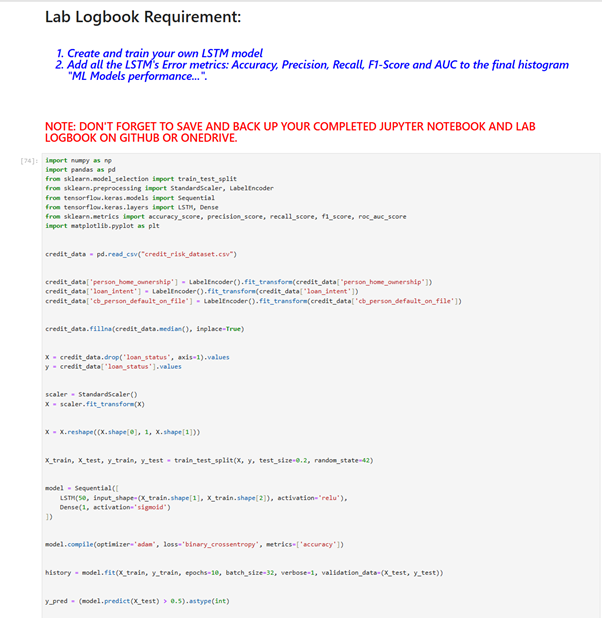 Lab Logbook Requirement:
1. Create and train your own LSTM model
2. Add all the LSTM's Error metrics: Accuracy, Precision, Recall, F1-Score and AUC to the final histogram
"ML Models performance...".
NOTE: DON'T FORGET TO SAVE AND BACK UP YOUR COMPLETED JUPYTER NOTEBOOK AND LAB
LOGBOOK ON GITHUB OR ONEDRIVE.
[74]:
import numpy as np
import pandas as pd
from sklearn.model_selection import train_test_split
from sklearn.preprocessing import StandardScaler, LabelEncoder
from tensorflow.keras.models import Sequential
from tensorflow.keras.layers import LSTM, Dense
from sklearn.metrics import accuracy_score, precision_score, recall_score, f1_score, roc_auc_score
import matplotlib.pyplot as plt
credit_data = pd.read_csv("credit_risk_dataset.csv")
credit_data['person_home_ownership'] = LabelEncoder().fit_transform(credit_data['person_home_ownership'])
credit_data['loan_intent'] = LabelEncoder().fit_transform(credit_data['loan_intent'])
credit_data['cb_person_default_on_file'] = LabelEncoder().fit_transform(credit_data['cb_person_default_on_file'])
credit_data.fillna(credit_data.median(), inplace=True)
X = credit_data.drop('loan_status', axis=1).values
y = credit_data['loan_status'].values
scaler = StandardScaler()
X = scaler.fit_transform(X)
X = X.reshape((X.shape[0], 1, X.shape[1]))
X_train, X_test, y_train, y_test = train_test_split(X, y, test_size=0.2, random_state=42)
model = Sequential([
LSTM(50, input_shape=(X_train.shape[1], X_train.shape[2]), activation='relu'),
Dense(1, activation='sigmoid')
])
model.compile(optimizer='adam', loss='binary_crossentropy', metrics=['accuracy'])
history = model.fit(X_train, y_train, epochs=10, batch_size=32, verbose=1, validation_data=(X_test, y_test))
y_pred = (model.predict(X_test) > 0.5).astype(int)